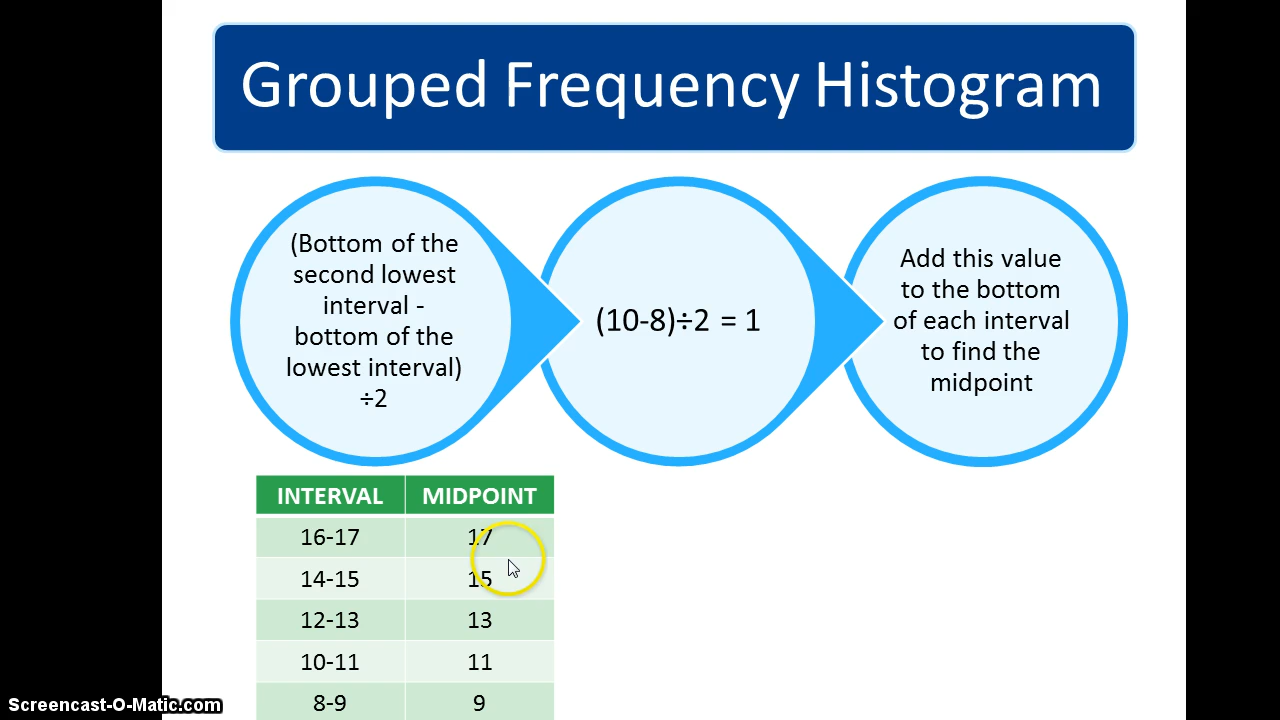 Grouped Frequency Histogram
(Bottom of the
second lowest
interval -
bottom of the
lowest interval)
÷2
(10-8)÷2 = 1
Add this value
to the bottom
of each interval
to find the
midpoint
INTERVAL MIDPOINT
16-17 17
14-15 15
12-13 13
10-11 11
8-9 9
Screencast-O-Matic.com